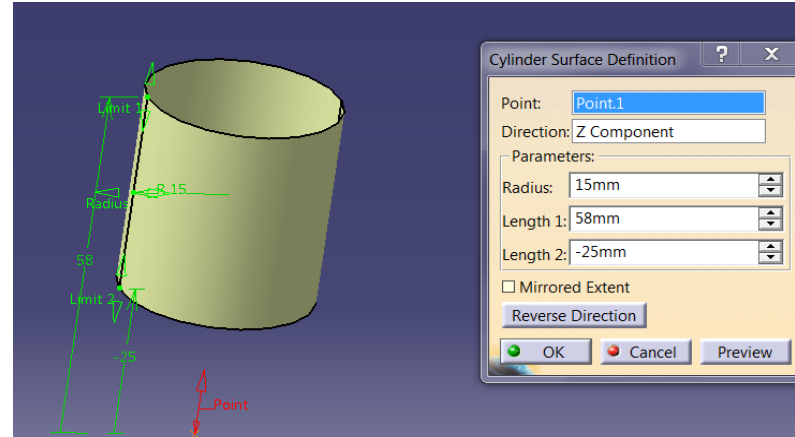 Limit 1
R 15
Radius
58
Limit 2
-25
Point
Cylinder Surface Definition ? X
Point: Point.1
Direction: Z Component
Parameters:
Radius: 15mm
Length 1: 58mm
Length 2: -25mm
Mirrored Extent
Reverse Direction
OK Cancel Preview